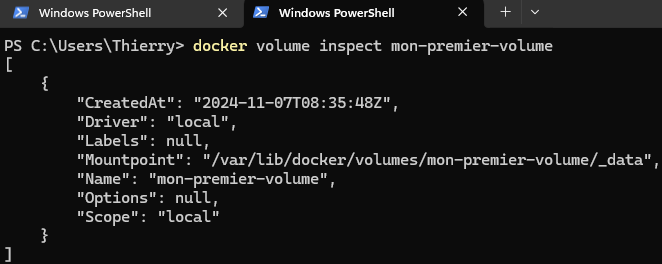 Windows PowerShell
Windows PowerShell
PS C:\Users\Thierry> docker volume inspect mon-premier-volume
[
    {
        "CreatedAt": "2024-11-07T08:35:48Z",
        "Driver": "local",
        "Labels": null,
        "Mountpoint": "/var/lib/docker/volumes/mon-premier-volume/_data",
        "Name": "mon-premier-volume",
        "Options": null,
        "Scope": "local"
    }
]